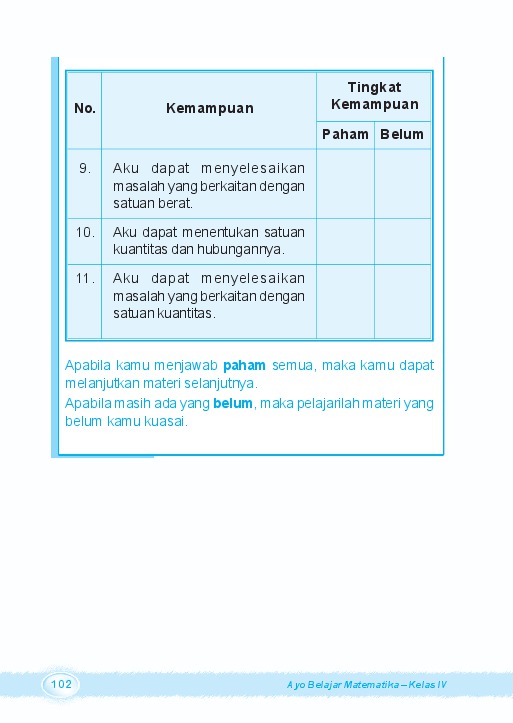 No. Kemampuan Tingkat Kemampuan
Paham Belum
9. Aku dapat menyelesaikan
masalah yang berkaitan dengan
satuan berat.
10. Aku dapat menentukan satuan
kuantitas dan hubungannya.
11. Aku dapat menyelesaikan
masalah yang berkaitan dengan
satuan kuantitas.
Apabila kamu menjawab paham semua, maka kamu dapat
melanjutkan materi selanjutnya.
Apabila masih ada yang belum, maka pelajarilah materi yang
belum kamu kuasai.
102 Ayo Belajar Matematika – Kelas IV